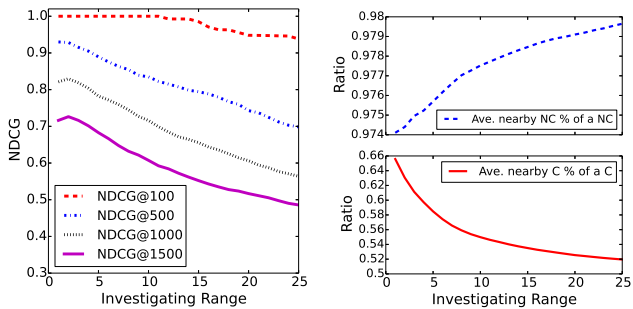 1.0
0.9
0.8
0.7
0.6
0.5
0.4
0.3
NDCG
NDCG@100
NDCG@500
NDCG@1000
NDCG@1500
0 5 10 15 20 25
Investigating Range
0.98
0.979
0.978
0.977
0.976
0.975
0.974
Ratio
Ave. nearby NC % of a NC
0.66
0.64
0.62
0.60
0.58
0.56
0.54
0.52
0.5
Ratio
Ave. nearby C % of a C
0 5 10 15 20 25
Investigating Range